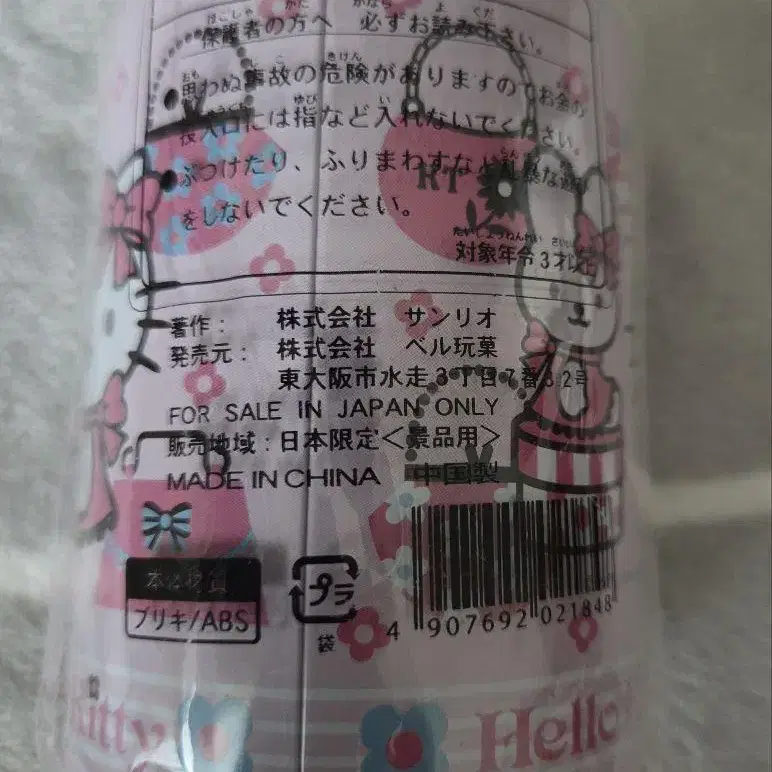 保護者の方へ 必ずお読み下さい。
思わぬ事故の危険がありますのでお金の
投入口には指など入れないでください。
ぶつけたり、ふりまわすなど乱暴な遊び
をしないでください。
対象年令3才以上
KT
著作： 株式会社 サンリオ
発売元： 株式会社 ベル玩菓
東大阪市水走3丁目7番32号
FOR SALE IN JAPAN ONLY
販売地域：日本限定＜景品用＞
MADE IN CHINA 中国製
本体材質
ブリキ/ABS
プラ
袋
4 907692 021848
Kitty
Hello